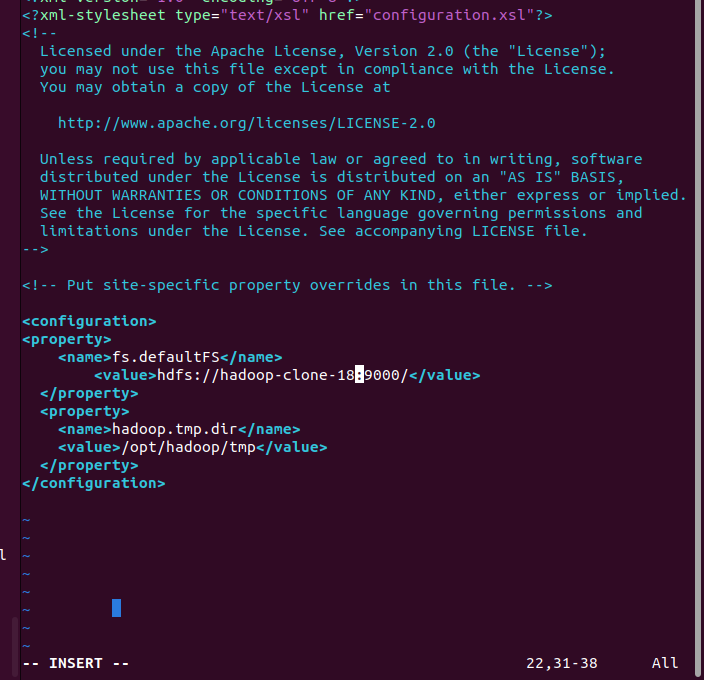 <?xml-stylesheet type="text/xsl" href="configuration.xsl"?>
<!--
  Licensed under the Apache License, Version 2.0 (the "License");
  you may not use this file except in compliance with the License.
  You may obtain a copy of the License at

    http://www.apache.org/licenses/LICENSE-2.0

  Unless required by applicable law or agreed to in writing, software
  distributed under the License is distributed on an "AS IS" BASIS,
  WITHOUT WARRANTIES OR CONDITIONS OF ANY KIND, either express or implied.
  See the License for the specific language governing permissions and
  limitations under the License. See accompanying LICENSE file.
-->

<!-- Put site-specific property overrides in this file. -->

<configuration>
<property>
    <name>fs.defaultFS</name>
        <value>hdfs://hadoop-clone-18:9000/</value>
  </property>
  <property>
    <name>hadoop.tmp.dir</name>
    <value>/opt/hadoop/tmp</value>
  </property>
</configuration>

~
~
l ~
~
~
~
~
~
-- INSERT -- 22,31-38 All